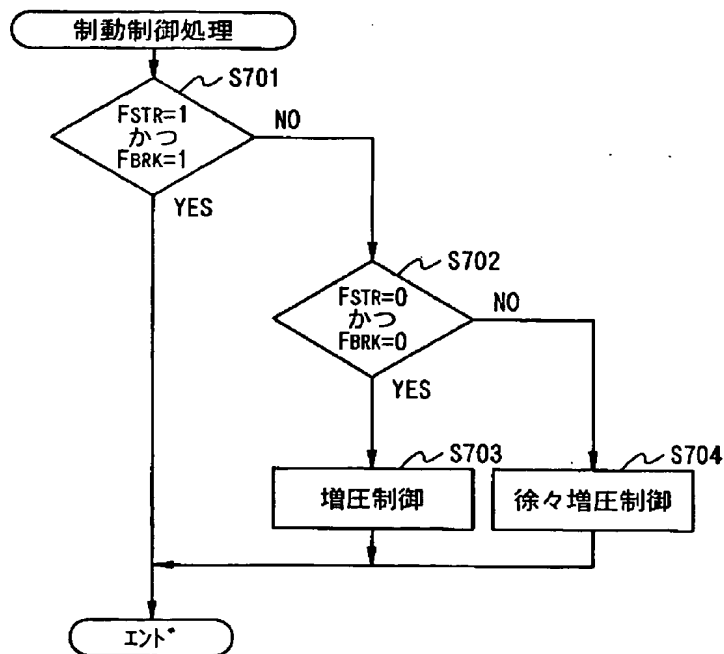 制動制御処理
S701
FSTR=1
かつ
FBRK=1
NO
YES
S702
FSTR=0
かつ
FBRK=0
NO
YES
S703
増圧制御
S704
徐々増圧制御
エンド